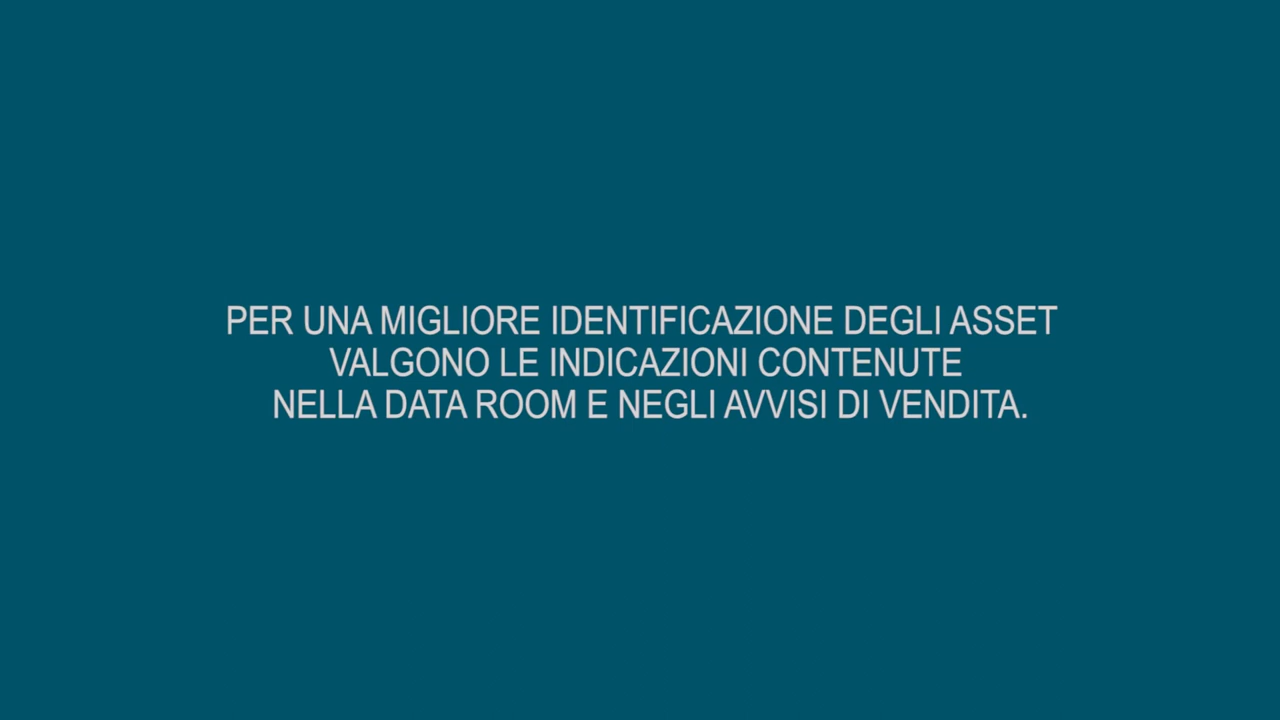 PER UNA MIGLIORE IDENTIFICAZIONE DEGLI ASSET
VALGONO LE INDICAZIONI CONTENUTE
NELLA DATA ROOM E NEGLI AVVISI DI VENDITA.